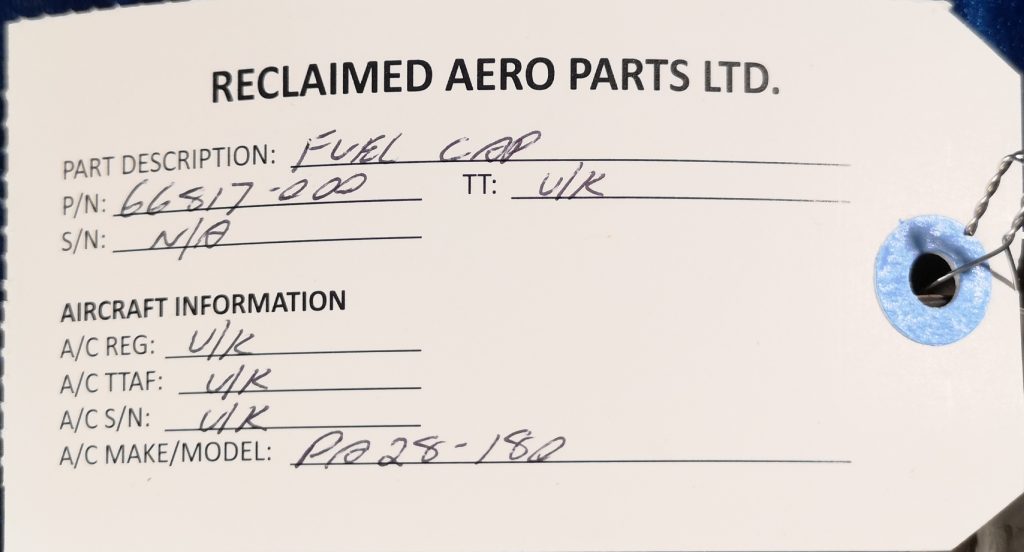 RECLAIMED AERO PARTS LTD.
PART DESCRIPTION: FUEL CAP
P/N: 66817-000 TT: U/K
S/N: N/A
AIRCRAFT INFORMATION
A/C REG: U/K
A/C TTAF: U/K
A/C S/N: U/K
A/C MAKE/MODEL: PA28-180